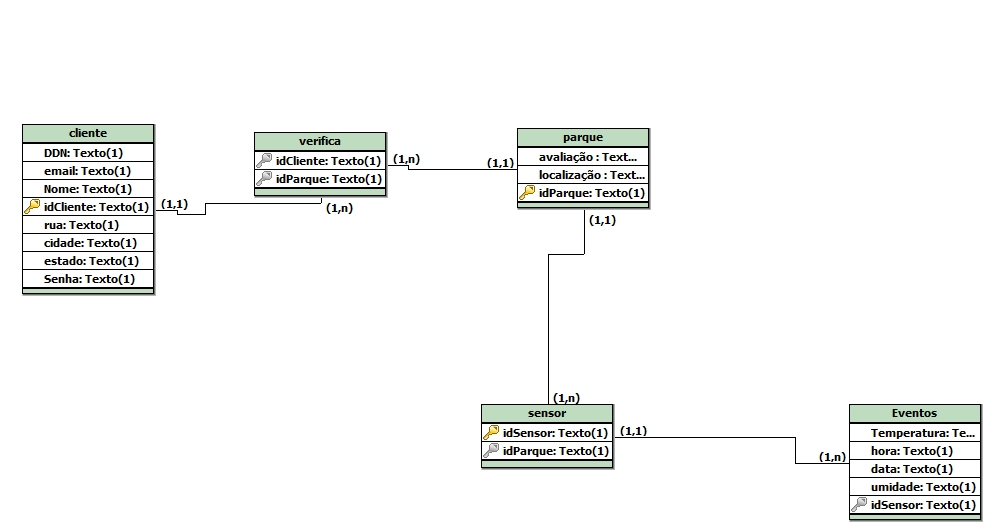 cliente
DDN: Texto(1)
email: Texto(1)
Nome: Texto(1)
idCliente: Texto(1)
rua: Texto(1)
cidade: Texto(1)
estado: Texto(1)
Senha: Texto(1)
(1,1)
verifica
idCliente: Texto(1)
idParque: Texto(1)
(1,n)
(1,n)
(1,1)
parque
avaliação : Text...
localização : Text...
idParque: Texto(1)
(1,1)
(1,n)
sensor
idSensor: Texto(1)
idParque: Texto(1)
(1,1)
(1,n)
Eventos
Temperatura: Te...
hora: Texto(1)
data: Texto(1)
umidade: Texto(1)
idSensor: Texto(1)